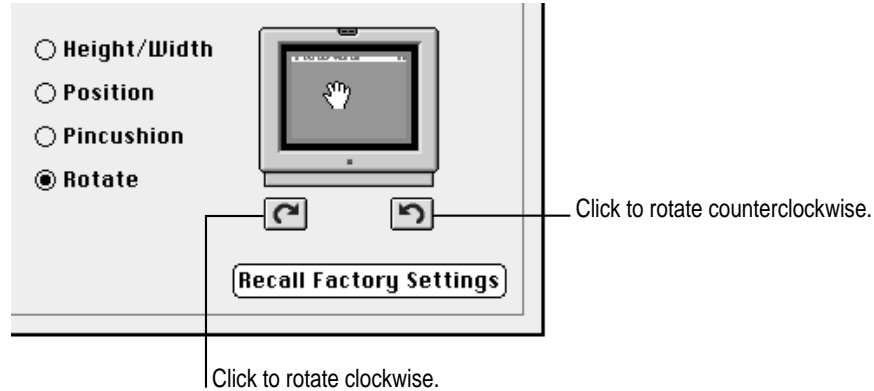 Height/Width
Position
Pincushion
Rotate
Click to rotate counterclockwise.
Recall Factory Settings
Click to rotate clockwise.